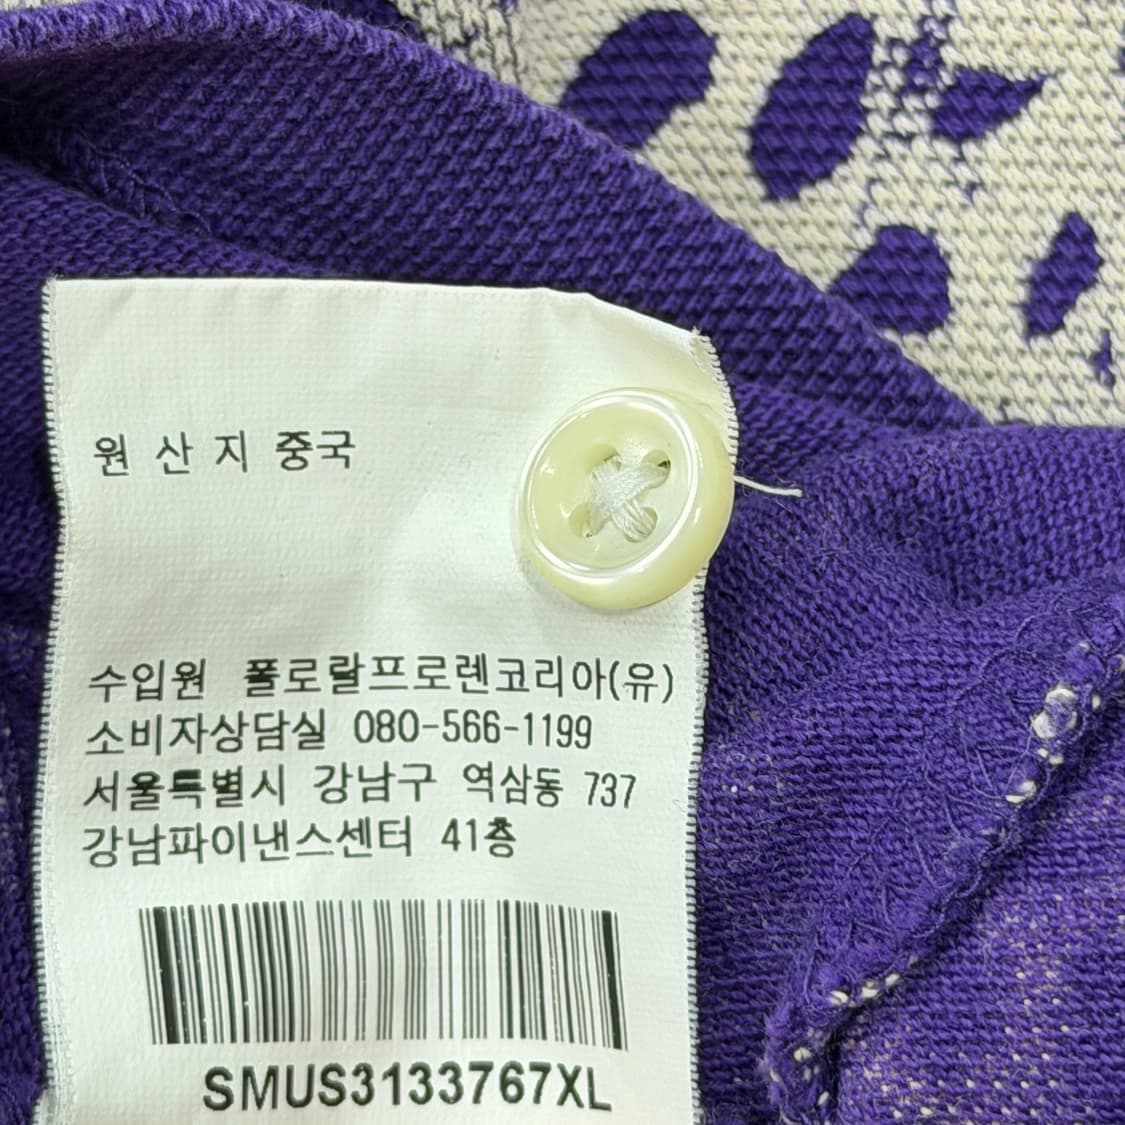 원 산 지 중국
수입원 폴로랄프로렌코리아(유)
소비자상담실 080-566-1199
서울특별시 강남구 역삼동 737
강남파이낸스센터 41층
SMUS3133767XL